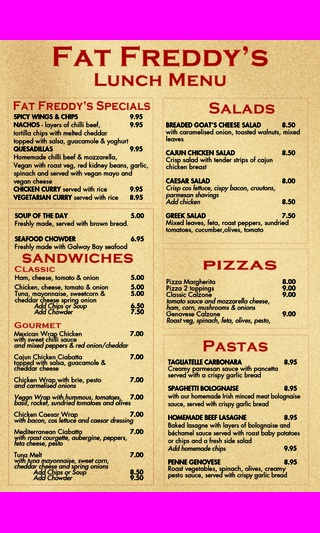 FAT FREDDY'S
LUNCH MENU
FAT FREDDY'S SPECIALS
SPICY WINGS & CHIPS 9.95
NACHOS - layers of chilli beef, 9.95
tortilla chips with melted cheddar
topped with salsa, guacamole & yoghurt
QUESADILLAS 9.95
Homemade chilli beef & mozzarella,
Vegan with roast veg, red kidney beans, garlic,
spinach and served with vegan mayo and
vegan cheese
CHICKEN CURRY served with rice 9.95
VEGETARIAN CURRY served with rice 8.95
SOUP OF THE DAY 5.00
Freshly made, served with brown bread.
SEAFOOD CHOWDER 6.95
Freshly made with Galway Bay seafood
SANDWICHES
CLASSIC
Ham, cheese, tomato & onion 5.00
Chicken, cheese, tomato & onion 5.00
Tuna, mayonnaise, sweetcorn & 5.00
cheddar cheese spring onion
Add Chips or Soup 6.50
Add Chowder 7.50
GOURMET
Mexican Wrap Chicken 7.00
with sweet chilli sauce
and mixed peppers & red onion/cheddar
Cajun Chicken Ciabatta 7.00
topped with salsa, guacamole &
cheddar cheese
Chicken Wrap with brie, pesto 7.00
and carmelised onions
Vegan Wrap with hummous, tomatoes, 7.00
basil, rocket, sundried tomatoes and olives
Chicken Caesar Wrap 7.00
with bacon, cos lettuce and caesar dressing
Mediterranean Ciabatta 7.00
with roast courgette, aubergine, peppers,
feta cheese, pesto
Tuna Melt 7.00
with tuna mayonnaise, sweet corn,
cheddar cheese and spring onions
Add Chips or Soup 8.50
Add Chowder 9.50
SALADS
BREADED GOAT'S CHEESE SALAD 8.50
with caramelised onion, toasted walnuts, mixed
leaves
CAJUN CHICKEN SALAD 8.50
Crisp salad with tender strips of cajun
chicken breast
CAESAR SALAD 8.00
Crisp cos lettuce, crispy bacon, croutons,
parmesan shavings
Add chicken 8.50
GREEK SALAD 7.50
Mixed leaves, feta, roast peppers, sundried
tomatoes, cucumber,olives, tomato
PIZZAS
Pizza Margherita 8.00
Pizza 2 toppings 9.00
Classic Calzone 9.00
tomato sauce and mozzarella cheese,
ham, corn, mushrooms & onions
Genovese Calzone 9.00
Roast veg, spinach, feta, olives, pesto,
PASTAS
TAGLIATELLE CARBONARA 8.95
Creamy parmesan sauce with pancetta
served with a crispy garlic bread
SPAGHETTI BOLOGNAISE 8.95
with our homemade Irish minced meat bolognaise
sauce, served with crispy garlic bread
HOMEMADE BEEF LASAGNE 8.95
Baked lasagne with layers of bolognaise and
béchamel sauce served with roast baby potatoes
or chips and a fresh side salad
Add homemade chips 9.95
PENNE GENOVESE 8.95
Roast vegetables, spinach, olives, creamy
pesto sauce, served with crispy garlic bread